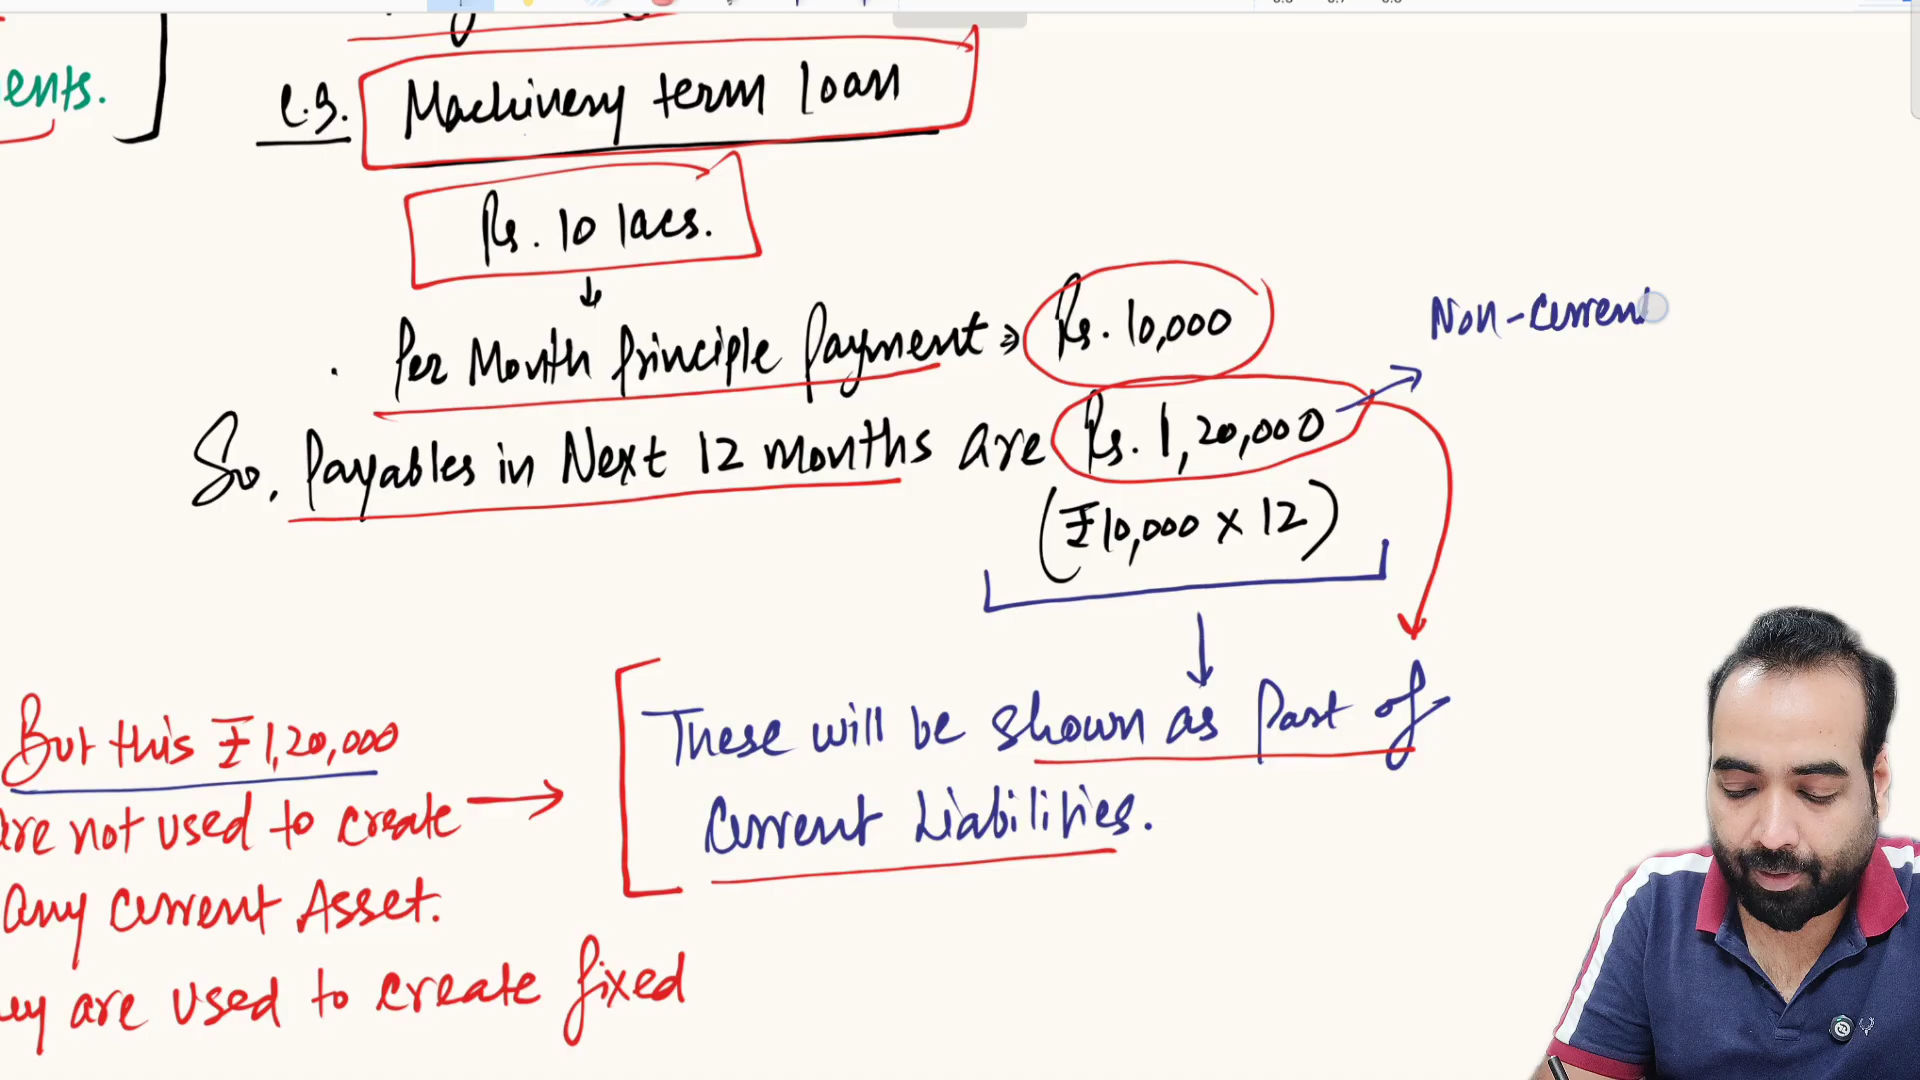 ents.
e.g. Machinery term loan
Rs. 10 lacs.
Per Month Principle Payment ⇒ Rs. 10,000
Non-Current
So, Payables in Next 12 months are Rs. 1,20,000
(₹10,000 x 12)
But this ₹1,20,000
are not used to create
any current Asset.
ey are used to create fixed
These will be shown as Part of
Current Liabilities.